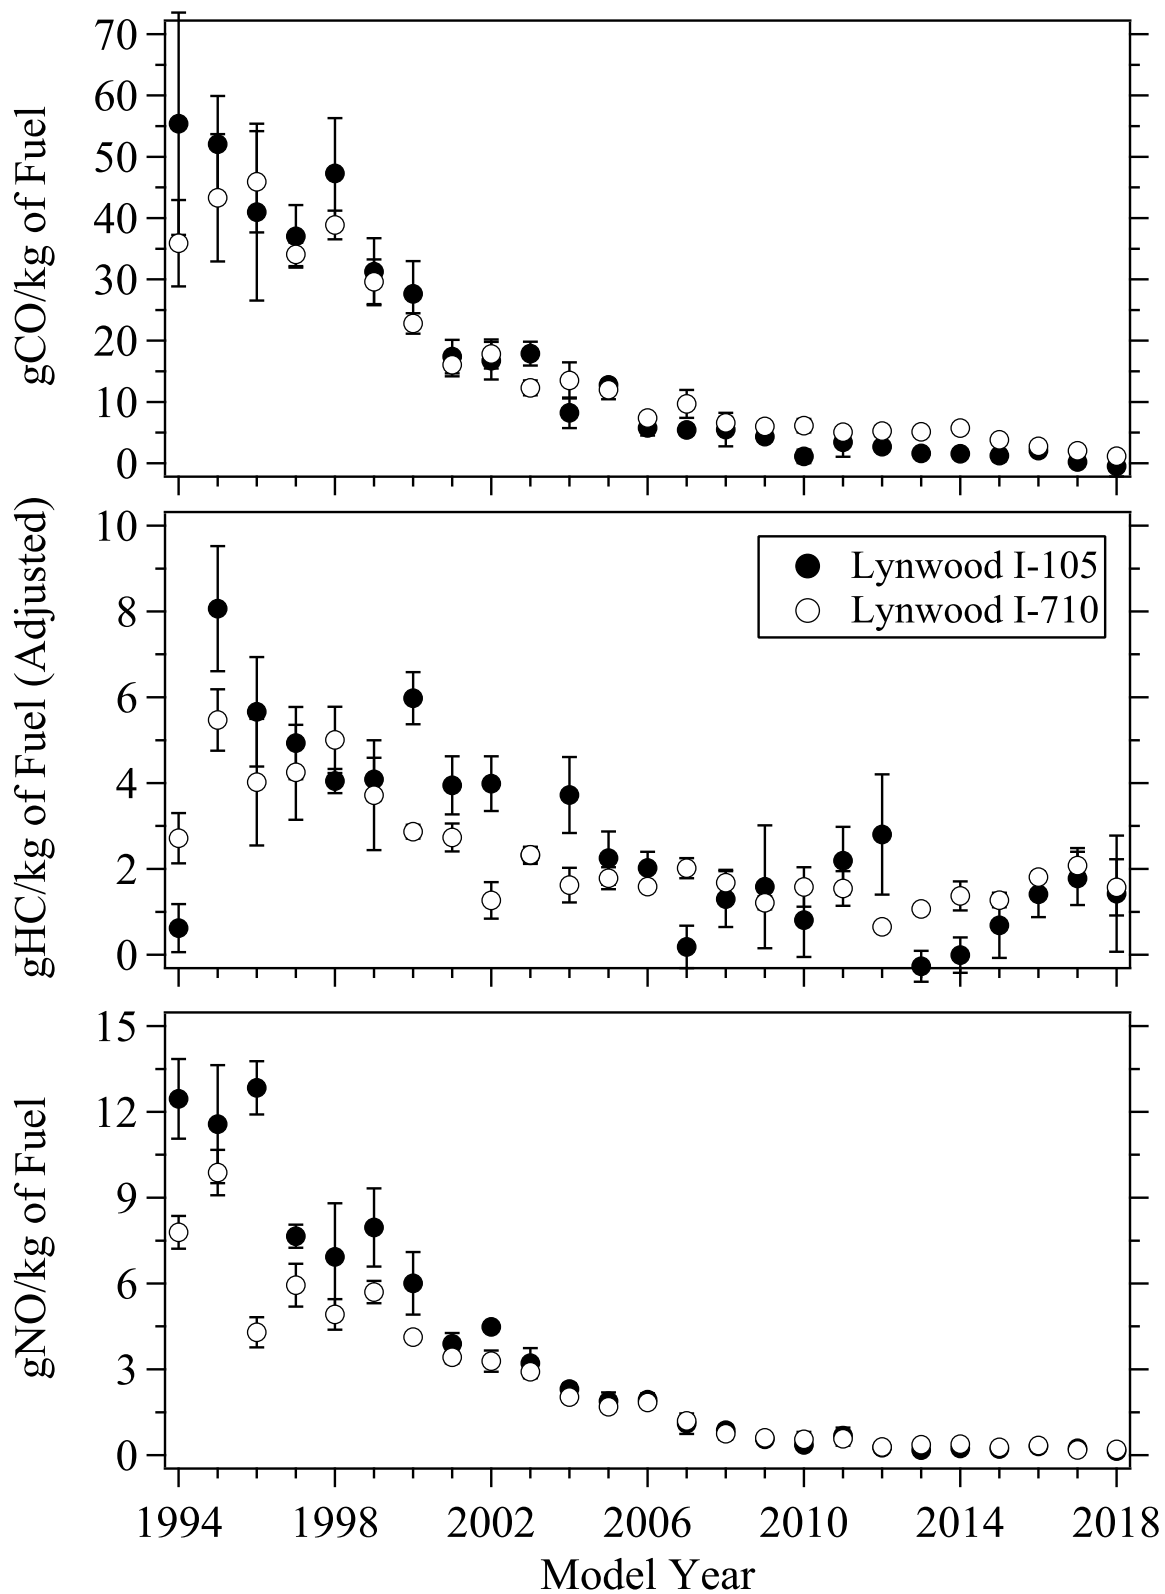 gCO/kg of Fuel
70
60
50
40
30
20
10
0
gHC/kg of Fuel (Adjusted)
10
8
6
4
2
0
Lynwood I-105
Lynwood I-710
gNO/kg of Fuel
15
12
9
6
3
0
1994 1998 2002 2006 2010 2014 2018
Model Year